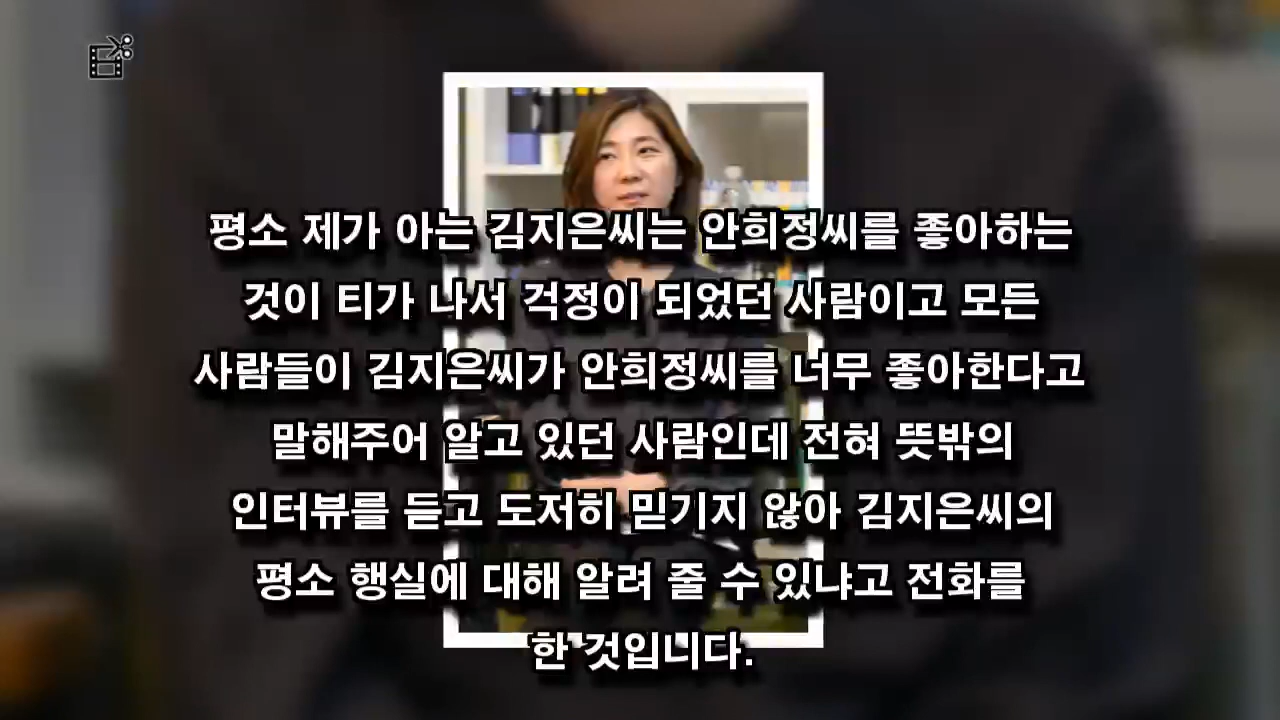 평소 제가 아는 김지은씨는 안희정씨를 좋아하는
것이 티가 나서 걱정이 되었던 사람이고 모든
사람들이 김지은씨가 안희정씨를 너무 좋아한다고
말해주어 알고 있던 사람인데 전혀 뜻밖의
인터뷰를 듣고 도저히 믿기지 않아 김지은씨의
평소 행실에 대해 알려 줄 수 있냐고 전화를
한 것입니다.